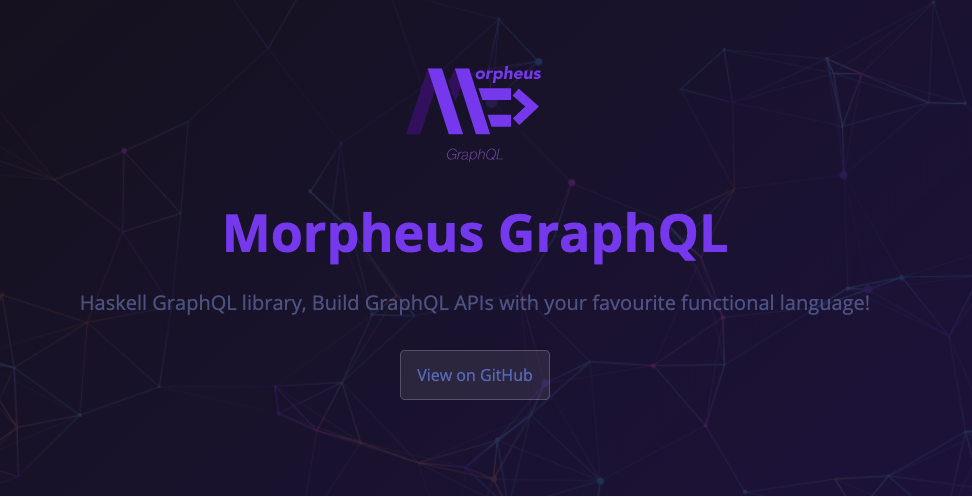 orpheus
GraphQL
Morpheus GraphQL
Haskell GraphQL library, Build GraphQL APIs with your favourite functional language!
View on GitHub